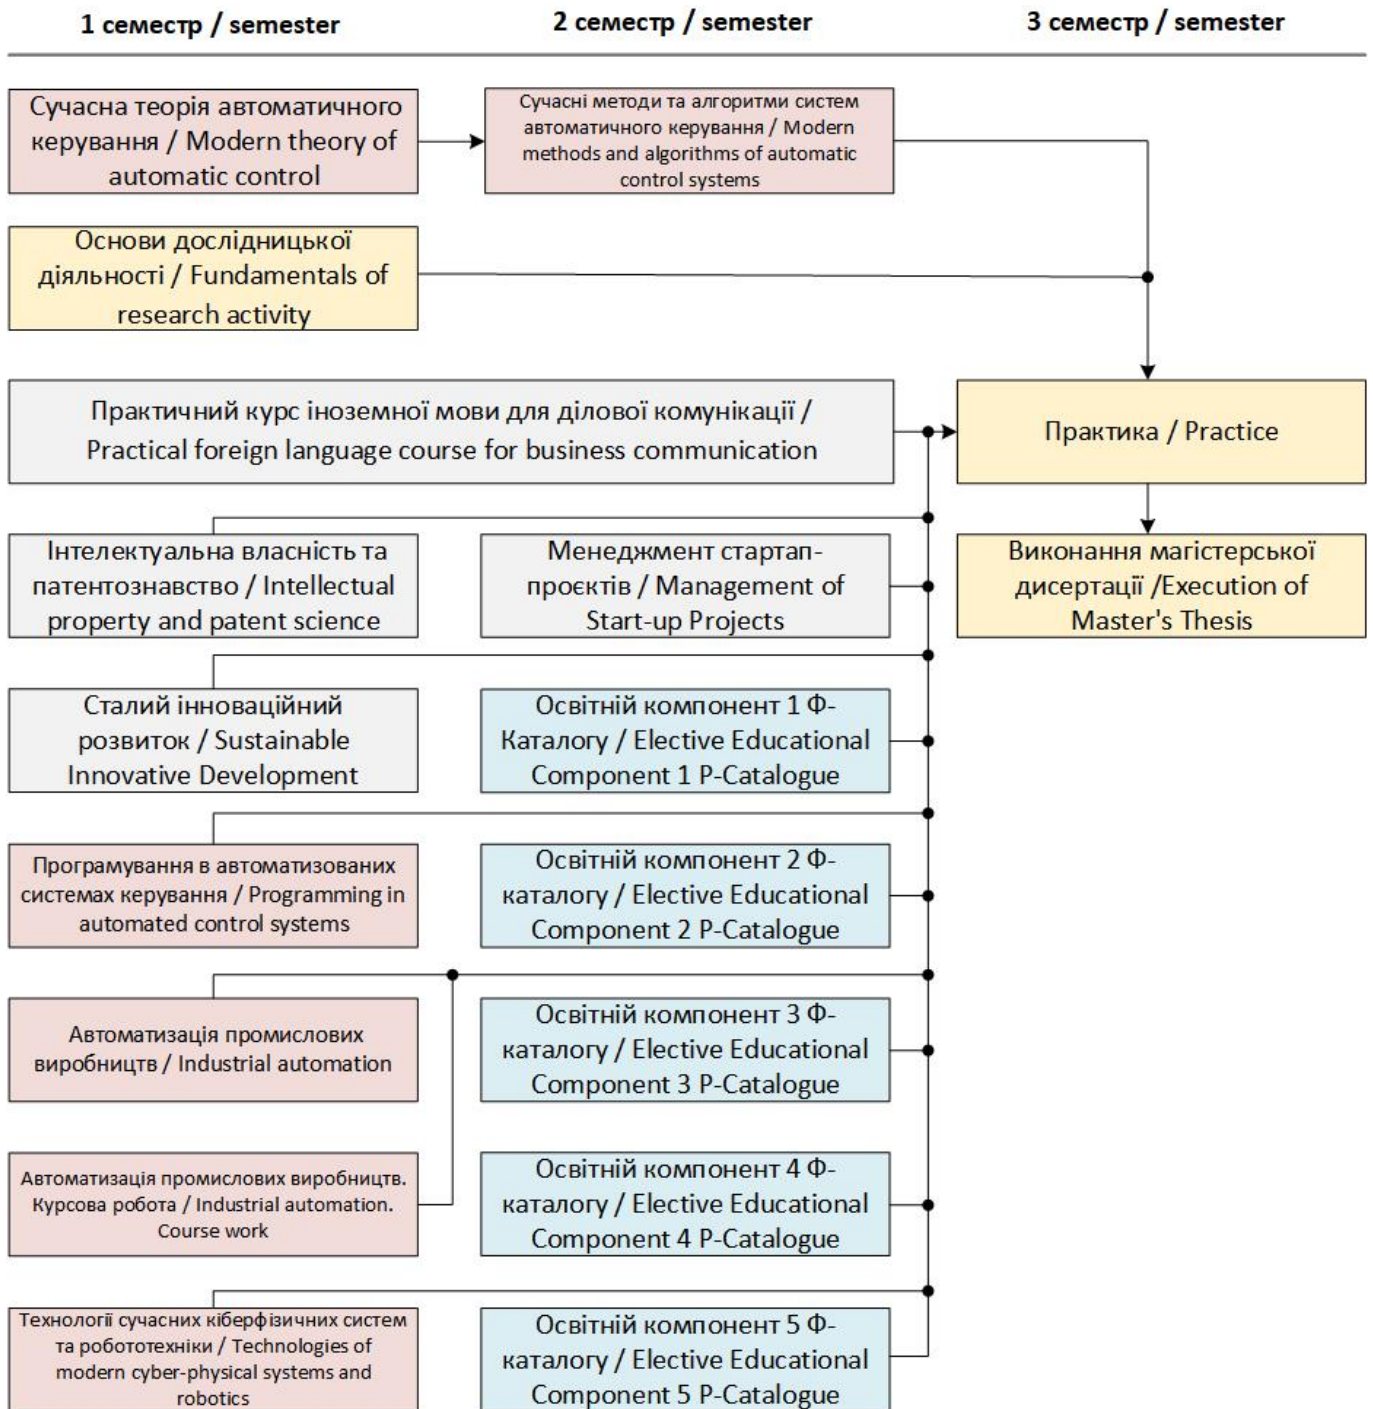 1 семестр / semester
2 семестр / semester
3 семестр / semester
Сучасна теорія автоматичного
керування / Modern theory of
automatic control
Сучасні методи та алгоритми систем
автоматичного керування / Modern
methods and algorithms of automatic
control systems
Основи дослідницької
діяльності / Fundamentals of
research activity
Практичний курс іноземної мови для ділової комунікації /
Practical foreign language course for business communication
Практика / Practice
Інтелектуальна власність та
патентознавство / Intellectual
property and patent science
Менеджмент стартап-
проєктів / Management of
Start-up Projects
Виконання магістерської
дисертації /Execution of
Master's Thesis
Сталий інноваційний
розвиток / Sustainable
Innovative Development
Освітній компонент 1 Ф-
Каталогу / Elective Educational
Component 1 P-Catalogue
Програмування в автоматизованих
системах керування / Programming in
automated control systems
Освітній компонент 2 Ф-
каталогу / Elective Educational
Component 2 P-Catalogue
Автоматизація промислових
виробництв / Industrial automation
Освітній компонент 3 Ф-
каталогу / Elective Educational
Component 3 P-Catalogue
Автоматизація промислових виробництв.
Курсова робота / Industrial automation.
Course work
Освітній компонент 4 Ф-
каталогу / Elective Educational
Component 4 P-Catalogue
Технології сучасних кіберфізичних систем
та робототехніки / Technologies of
modern cyber-physical systems and
robotics
Освітній компонент 5 Ф-
каталогу / Elective Educational
Component 5 P-Catalogue